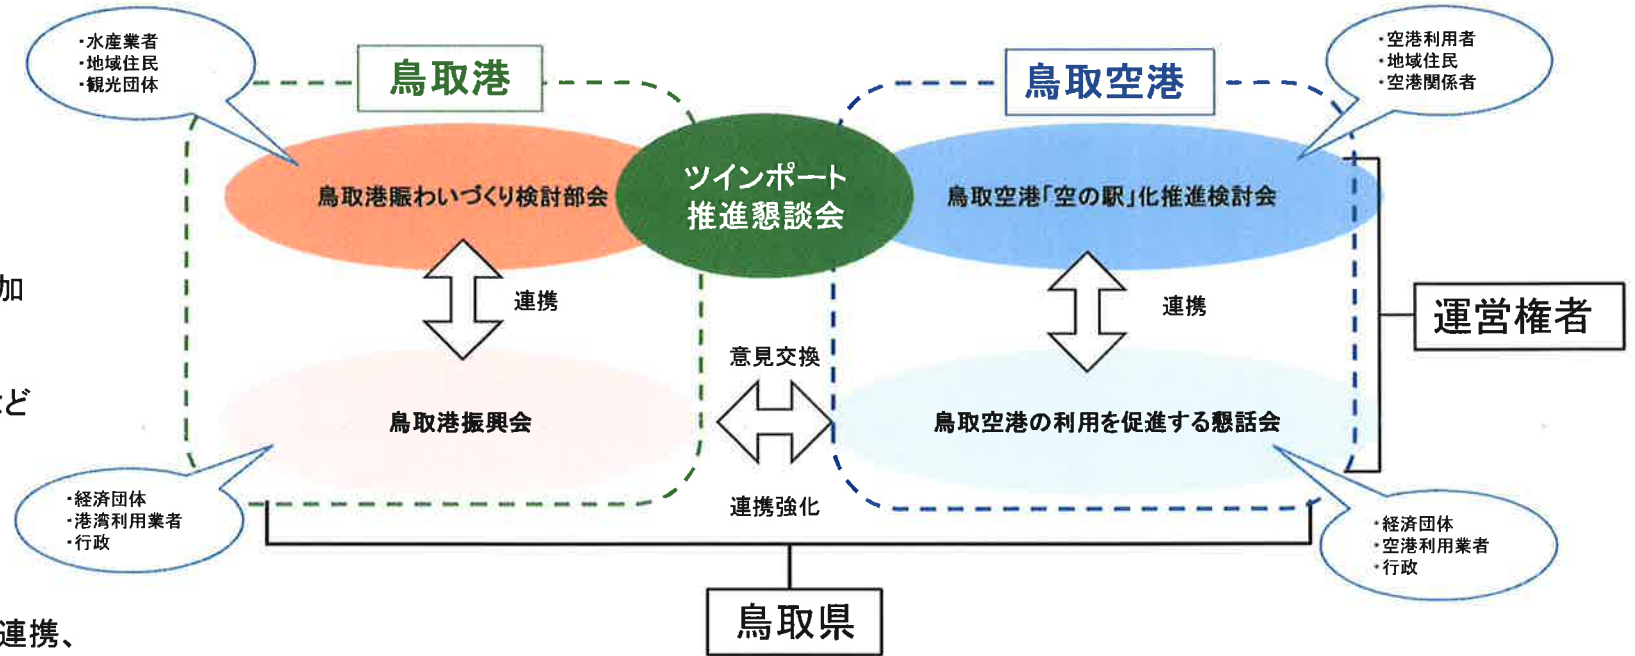 ・水産業者
・地域住民
・観光団体
鳥取港
鳥取空港
・空港利用者
・地域住民
・空港関係者
鳥取港賑わいづくり検討部会
ツインポート
推進懇談会
鳥取空港「空の駅」化推進検討会
加
連携
連携
運営権者
意見交換
ど
鳥取港振興会
鳥取空港の利用を促進する懇話会
連携強化
・経済団体
・港湾利用業者
・行政
・経済団体
・空港利用業者
・行政
鳥取県
連携、